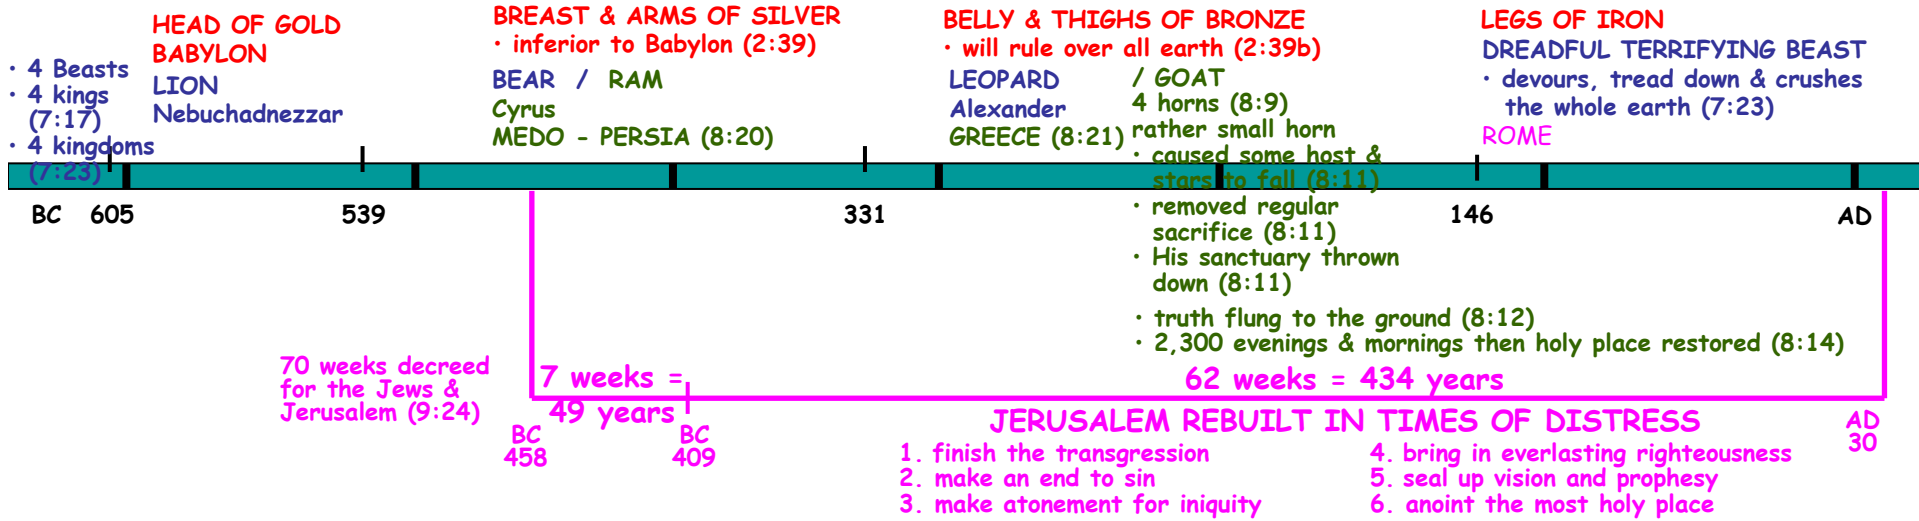 • 4 Beasts
• 4 kings
(7:17)
• 4 kingdoms
(7:23)
HEAD OF GOLD
BABYLON
LION
Nebuchadnezzar
BREAST & ARMS OF SILVER
• inferior to Babylon (2:39)
BEAR / RAM
Cyrus
MEDO - PERSIA (8:20)
BELLY & THIGHS OF BRONZE
• will rule over all earth (2:39b)
LEOPARD
Alexander
GREECE (8:21)
/ GOAT
4 horns (8:9)
rather small horn
• caused some host &
stars to fall (8:11)
• removed regular
sacrifice (8:11)
• His sanctuary thrown
down (8:11)
• truth flung to the ground (8:12)
• 2,300 evenings & mornings then holy place restored (8:14)
LEGS OF IRON
DREADFUL TERRIFYING BEAST
• devours, tread down & crushes
the whole earth (7:23)
ROME
BC 605 539 331 146 AD
70 weeks decreed
for the Jews &
Jerusalem (9:24)
7 weeks =
49 years
62 weeks = 434 years
BC
458
BC
409
JERUSALEM REBUILT IN TIMES OF DISTRESS
AD
30
1. finish the transgression
2. make an end to sin
3. make atonement for iniquity
4. bring in everlasting righteousness
5. seal up vision and prophesy
6. anoint the most holy place